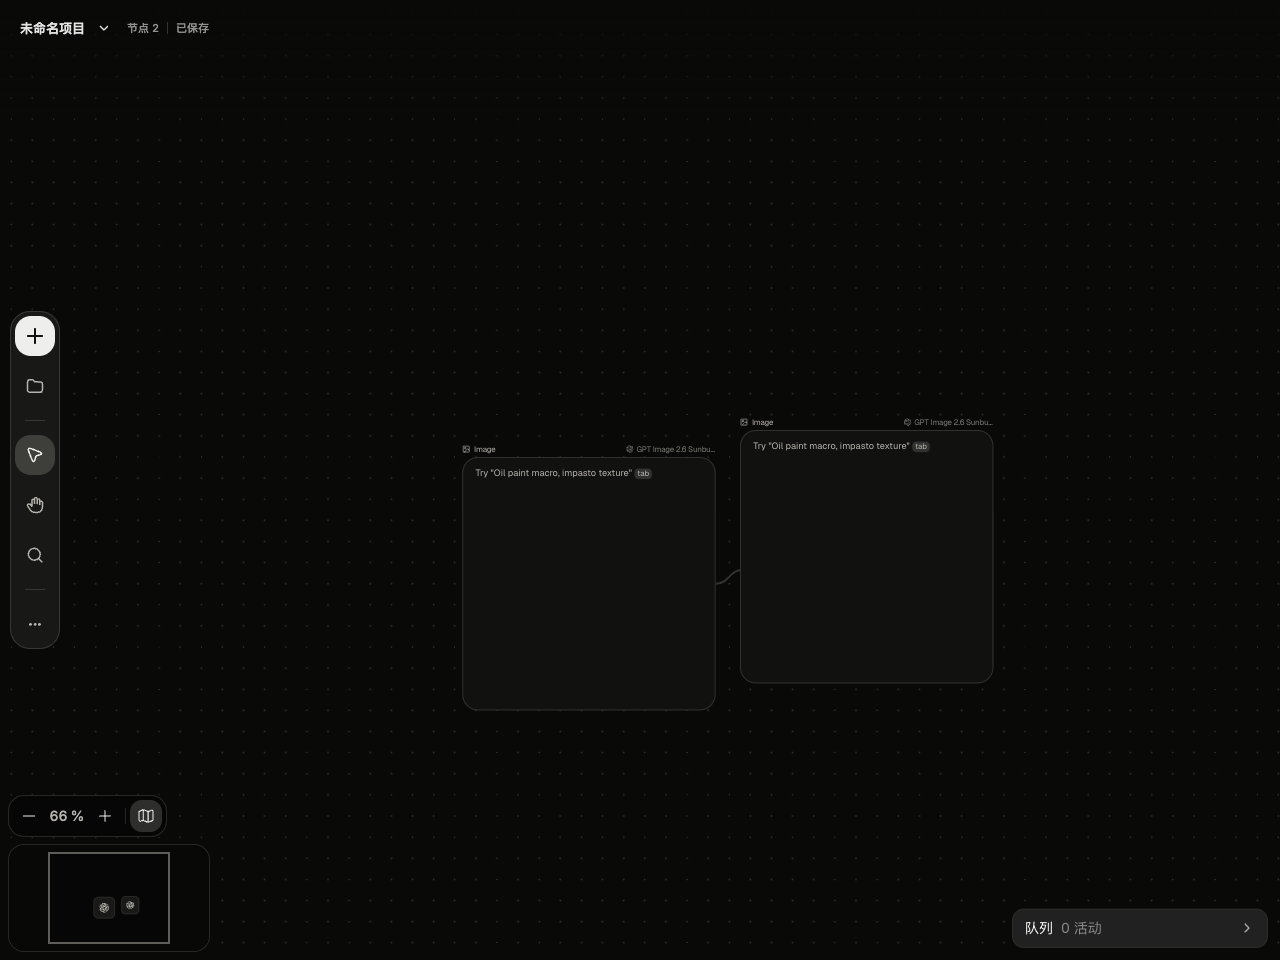 未命名项目
节点 2
已保存
Image
GPT Image 2.6 Sunbu...
Try "Oil paint macro, impasto texture" tab
Image
GPT Image 2.6 Sunbu...
Try "Oil paint macro, impasto texture" tab
66 %
队列 0 活动